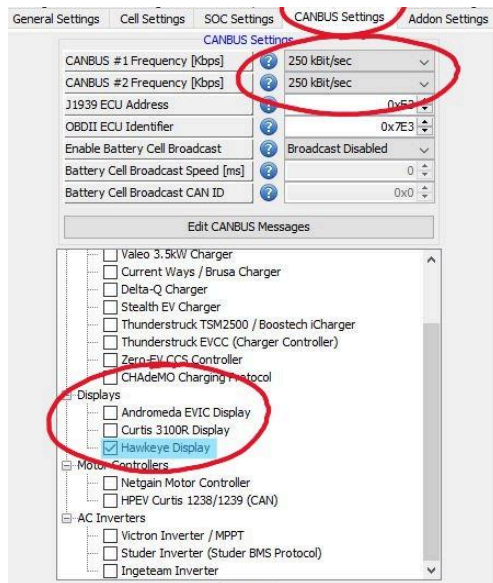 General Settings Cell Settings SOC Settings CANBUS Settings Addon Settings
CANBUS Settings
CANBUS #1 Frequency [Kbps] ? 250 kBit/sec
CANBUS #2 Frequency [Kbps] ? 250 kBit/sec
J1939 ECU Address ? 0xF3
OBDII ECU Identifier ? 0x7E3
Enable Battery Cell Broadcast ? Broadcast Disabled
Battery Cell Broadcast Speed [ms] ? 0
Battery Cell Broadcast CAN ID ? 0x0
Edit CANBUS Messages
Valeo 3.5kW Charger
Current Ways / Brusa Charger
Delta-Q Charger
Stealth EV Charger
Thunderstruck TSM2500 / Boostech iCharger
Thunderstruck EVCC (Charger Controller)
Zero-EV CCS Controller
CHAdeMO Charging Protocol
Displays
Andromeda EVIC Display
Curtis 3100R Display
Hawkeye Display
Motor Controllers
Netgain Motor Controller
HPEV Curtis 1238/1239 (CAN)
AC Inverters
Victron Inverter / MPPT
Studer Inverter (Studer BMS Protocol)
Ingeteam Inverter